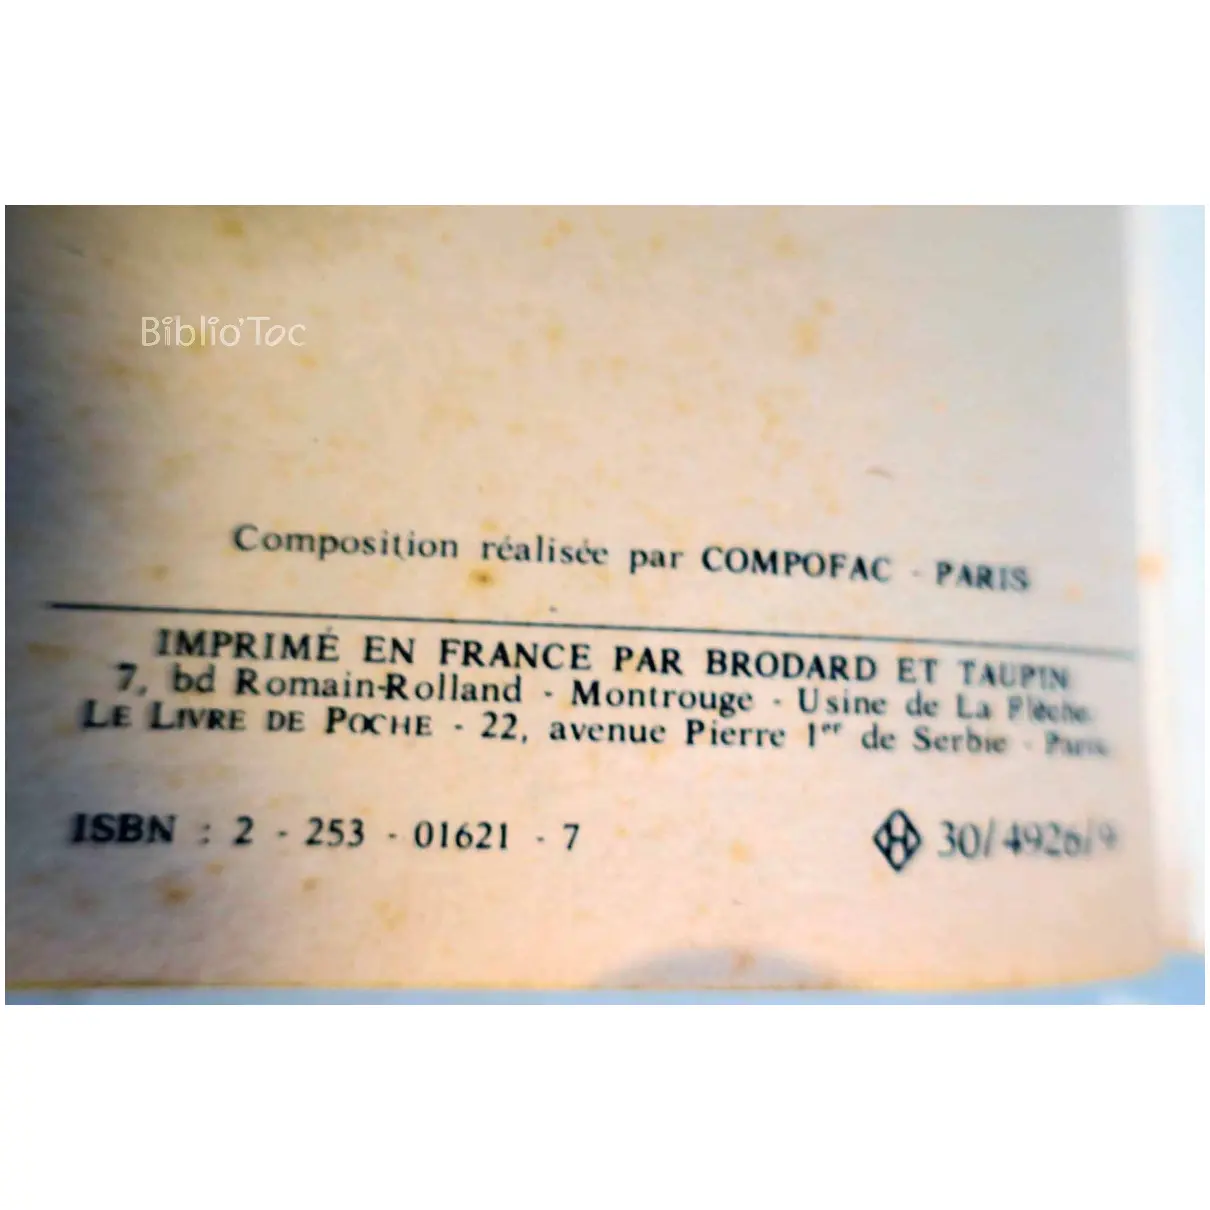 Biblio'Toc
Composition réalisée par COMPOFAC - PARIS
IMPRIMÉ EN FRANCE PAR BRODARD ET TAUPIN
7, bd Romain-Rolland - Montrouge - Usine de La Flèche.
LE LIVRE DE POCHE - 22, avenue Pierre 1er de Serbie - Paris.
ISBN : 2 - 253 - 01621 - 7
30/4926/9